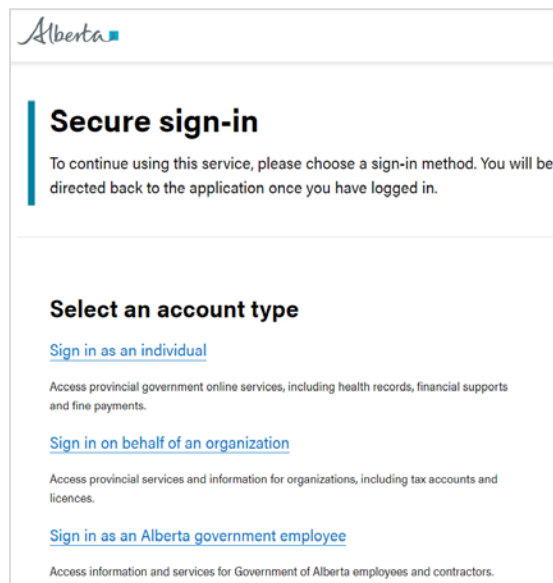 Alberta
Secure sign-in
To continue using this service, please choose a sign-in method. You will be
directed back to the application once you have logged in.
Select an account type
Sign in as an individual
Access provincial government online services, including health records, financial supports
and fine payments.
Sign in on behalf of an organization
Access provincial services and information for organizations, including tax accounts and
licences.
Sign in as an Alberta government employee
Access information and services for Government of Alberta employees and contractors.